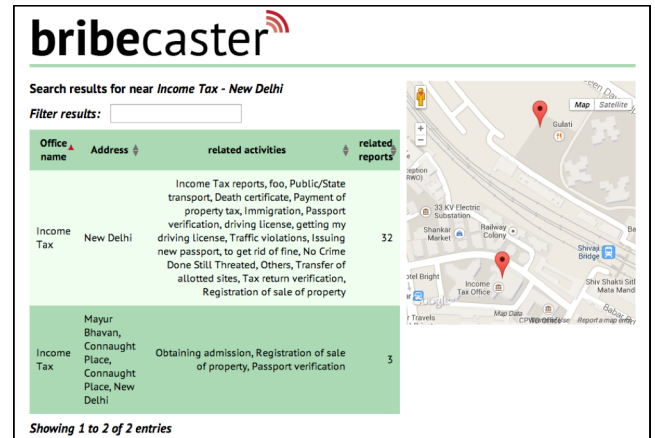 bribecaster
Search results for near Income Tax - New Delhi
Filter results:
Office name
Address
related activities
related reports
Income Tax
New Delhi
Income Tax reports, foo, Public/State
transport, Death certificate, Payment of
property tax, Immigration, Passport
verification, driving license, getting my
driving license, Traffic violations, Issuing
new passport, to get rid of fine, No Crime
Done Still Threated, Others, Transfer of
allotted sites, Tax return verification,
Registration of sale of property
32
Income Tax
Mayur
Bhavan,
Connaught
Place,
Connaught
Place, New
Delhi
Obtaining admission, Registration of sale
of property, Passport verification
3
Showing 1 to 2 of 2 entries
Map
Satellite
Gulati
33 KV Electric
Substation
Shankar
Market
Railway
Colony
Shivaji
Bridge
Income
Tax Office
Shiv Shakti
Mata Mand
r Travels
Map Data
Report a map
Babar